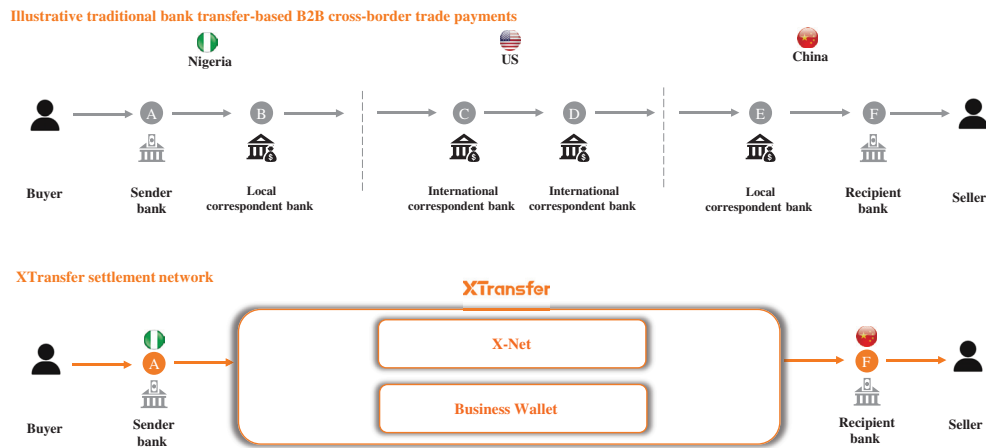 Illustrative traditional bank transfer-based B2B cross-border trade payments
Nigeria
US
China
A
B
C
D
E
F
Buyer
Sender
bank
Local
correspondent bank
International
correspondent bank
International
correspondent bank
Local
correspondent bank
Recipient
bank
Seller
XTransfer settlement network
XTransfer
X-Net
Business Wallet
A
F
Buyer
Sender
bank
Recipient
bank
Seller